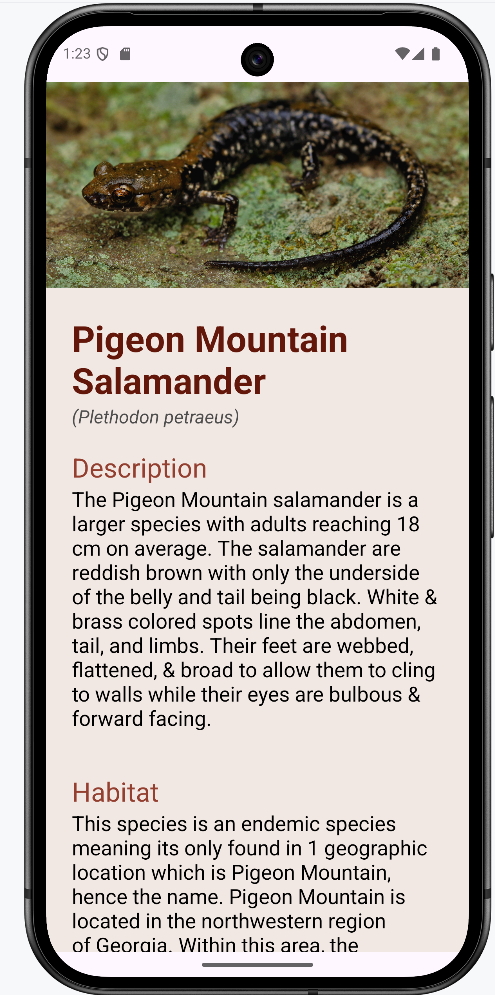 1:23
Pigeon Mountain
Salamander
(Plethodon petraeus)
Description
The Pigeon Mountain salamander is a
larger species with adults reaching 18
cm on average. The salamander are
reddish brown with only the underside
of the belly and tail being black. White &
brass colored spots line the abdomen,
tail, and limbs. Their feet are webbed,
flattened, & broad to allow them to cling
to walls while their eyes are bulbous &
forward facing.
Habitat
This species is an endemic species
meaning its only found in 1 geographic
location which is Pigeon Mountain,
hence the name. Pigeon Mountain is
located in the northwestern region
of Georgia. Within this area, the